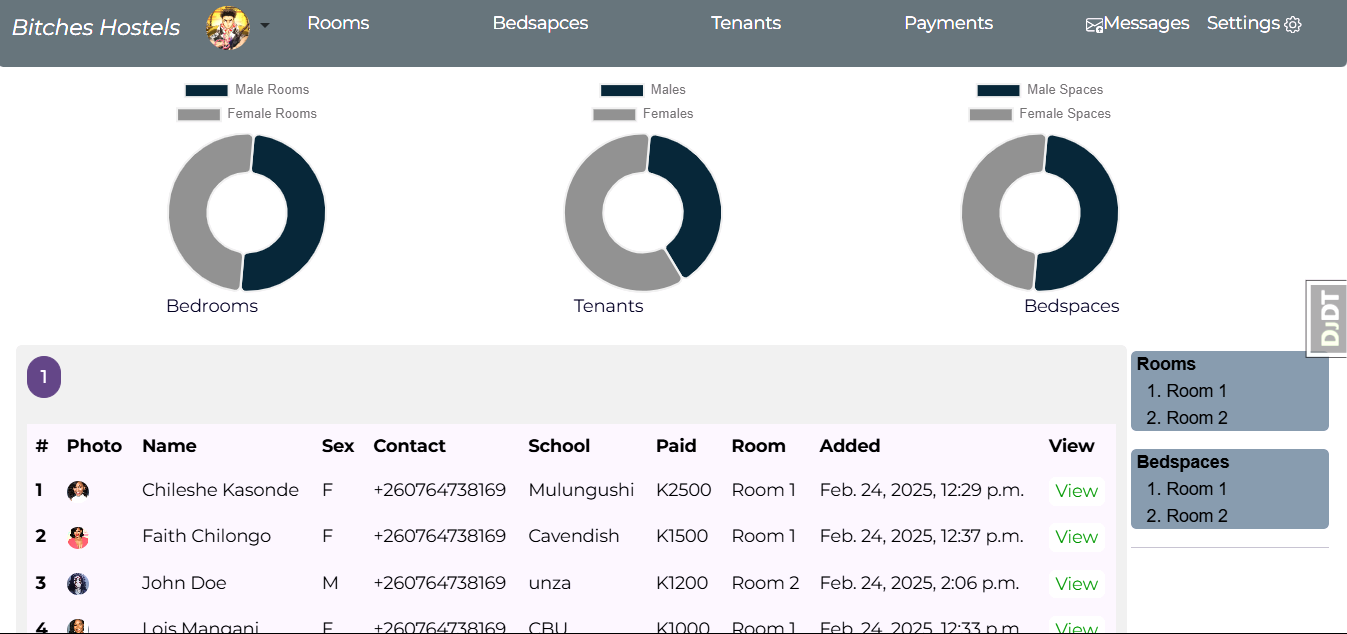 Bitches Hostels Rooms Bedsapces Tenants Payments Messages Settings
Male Rooms Males Male Spaces
Female Rooms Females Female Spaces
Bedrooms Tenants Bedspaces
DJDT
1
Rooms
1. Room 1
2. Room 2
Bedspaces
1. Room 1
2. Room 2
# Photo Name Sex Contact School Paid Room Added View
1 Chileshe Kasonde F +260764738169 Mulungushi K2500 Room 1 Feb. 24, 2025, 12:29 p.m. View
2 Faith Chilongo F +260764738169 Cavendish K1500 Room 1 Feb. 24, 2025, 12:37 p.m. View
3 John Doe M +260764738169 unza K1200 Room 2 Feb. 24, 2025, 2:06 p.m. View
4 Lois Mangani F +260764738169 CBU K1000 Room 1 Feb. 24, 2025, 12:33 p.m. View